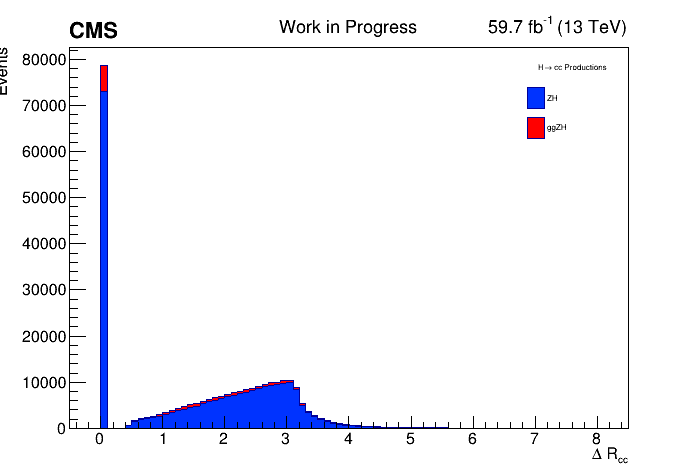 CMS Work in Progress 59.7 fb-1 (13 TeV)
Events
80000
70000
60000
50000
40000
30000
20000
10000
0
H → cc Productions
ZH
ggZH
0 1 2 3 4 5 6 7 8
Δ Rcc